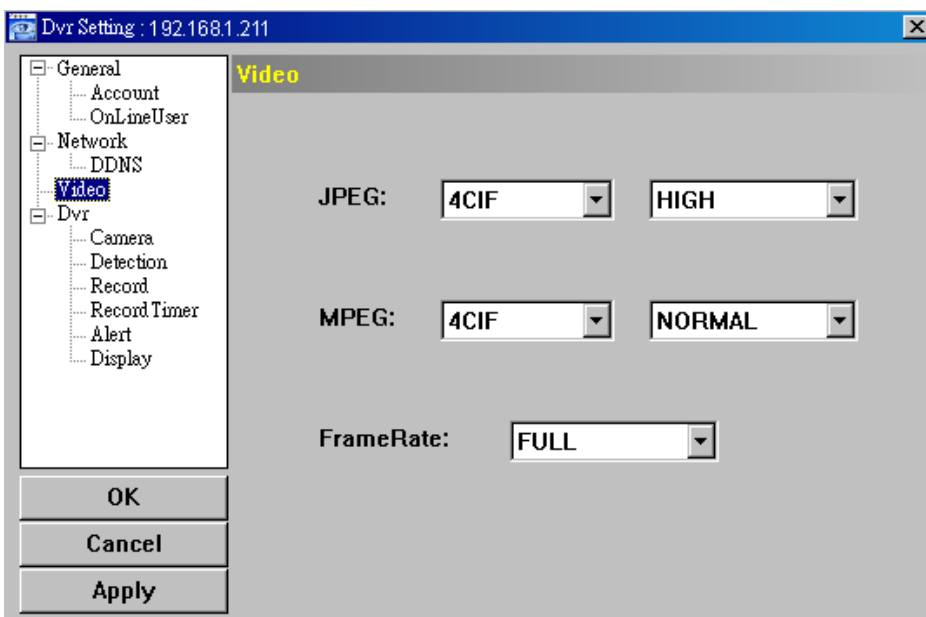 Dvr Setting : 192.168.1.211
General
Account
OnLineUser
Network
DDNS
Video
Dvr
Camera
Detection
Record
Record Timer
Alert
Display
OK
Cancel
Apply
Video
JPEG: 4CIF HIGH
MPEG: 4CIF NORMAL
FrameRate: FULL